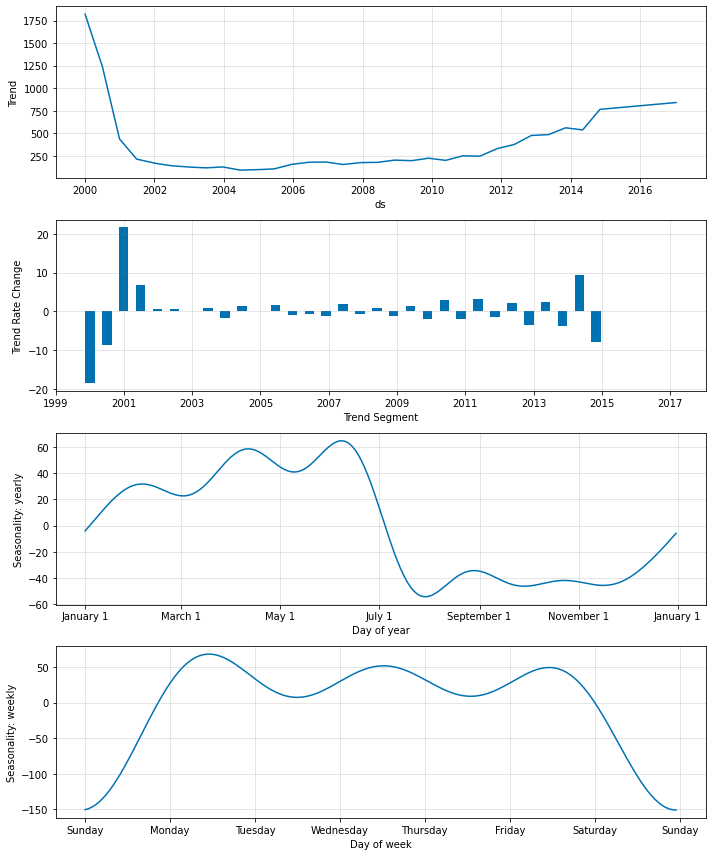 1750
1500
1250
1000
750
500
250
Trend
2000 2002 2004 2006 2008 2010 2012 2014 2016
ds
20
10
0
−10
−20
Trend Rate Change
1999 2001 2003 2005 2007 2009 2011 2013 2015 2017
Trend Segment
60
40
20
0
−20
−40
−60
Seasonality: yearly
January 1 March 1 May 1 July 1 September 1 November 1 January 1
Day of year
50
0
−50
−100
−150
Seasonality: weekly
Sunday Monday Tuesday Wednesday Thursday Friday Saturday Sunday
Day of week